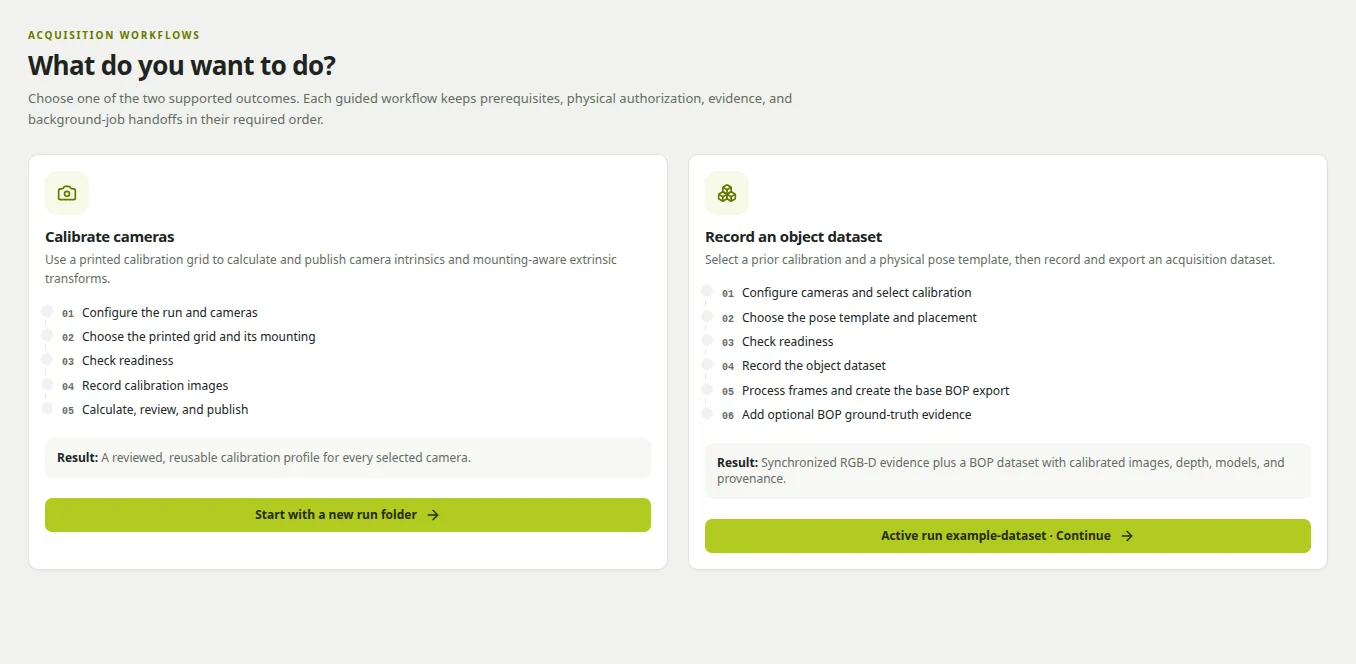 ACQUISITION WORKFLOWS
What do you want to do?
Choose one of the two supported outcomes. Each guided workflow keeps prerequisites, physical authorization, evidence, and
background-job handoffs in their required order.
Calibrate cameras
Use a printed calibration grid to calculate and publish camera intrinsics and mounting-aware extrinsic
transforms.
01 Configure the run and cameras
02 Choose the printed grid and its mounting
03 Check readiness
04 Record calibration images
05 Calculate, review, and publish
Result: A reviewed, reusable calibration profile for every selected camera.
Start with a new run folder →
Record an object dataset
Select a prior calibration and a physical pose template, then record and export an acquisition dataset.
01 Configure cameras and select calibration
02 Choose the pose template and placement
03 Check readiness
04 Record the object dataset
05 Process frames and create the base BOP export
06 Add optional BOP ground-truth evidence
Result: Synchronized RGB-D evidence plus a BOP dataset with calibrated images, depth, models, and
provenance.
Active run example-dataset · Continue →